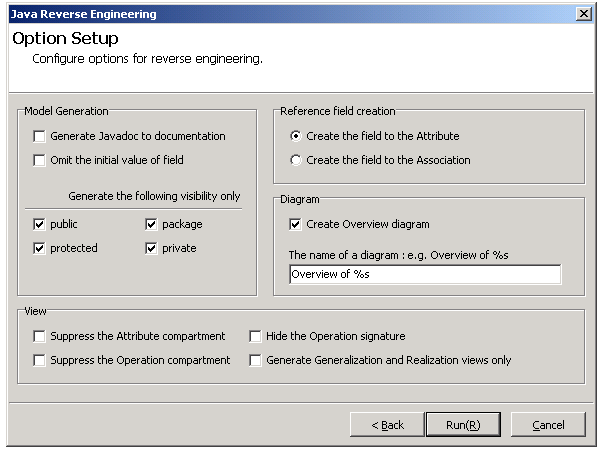 Java Reverse Engineering
Option Setup
Configure options for reverse engineering.
Model Generation
Generate Javadoc to documentation
Omit the initial value of field
Generate the following visibility only
public
package
protected
private
Reference field creation
Create the field to the Attribute
Create the field to the Association
Diagram
Create Overview diagram
The name of a diagram : e.g. Overview of %s
Overview of %s
View
Suppress the Attribute compartment
Hide the Operation signature
Suppress the Operation compartment
Generate Generalization and Realization views only
< Back
Run(R)
Cancel